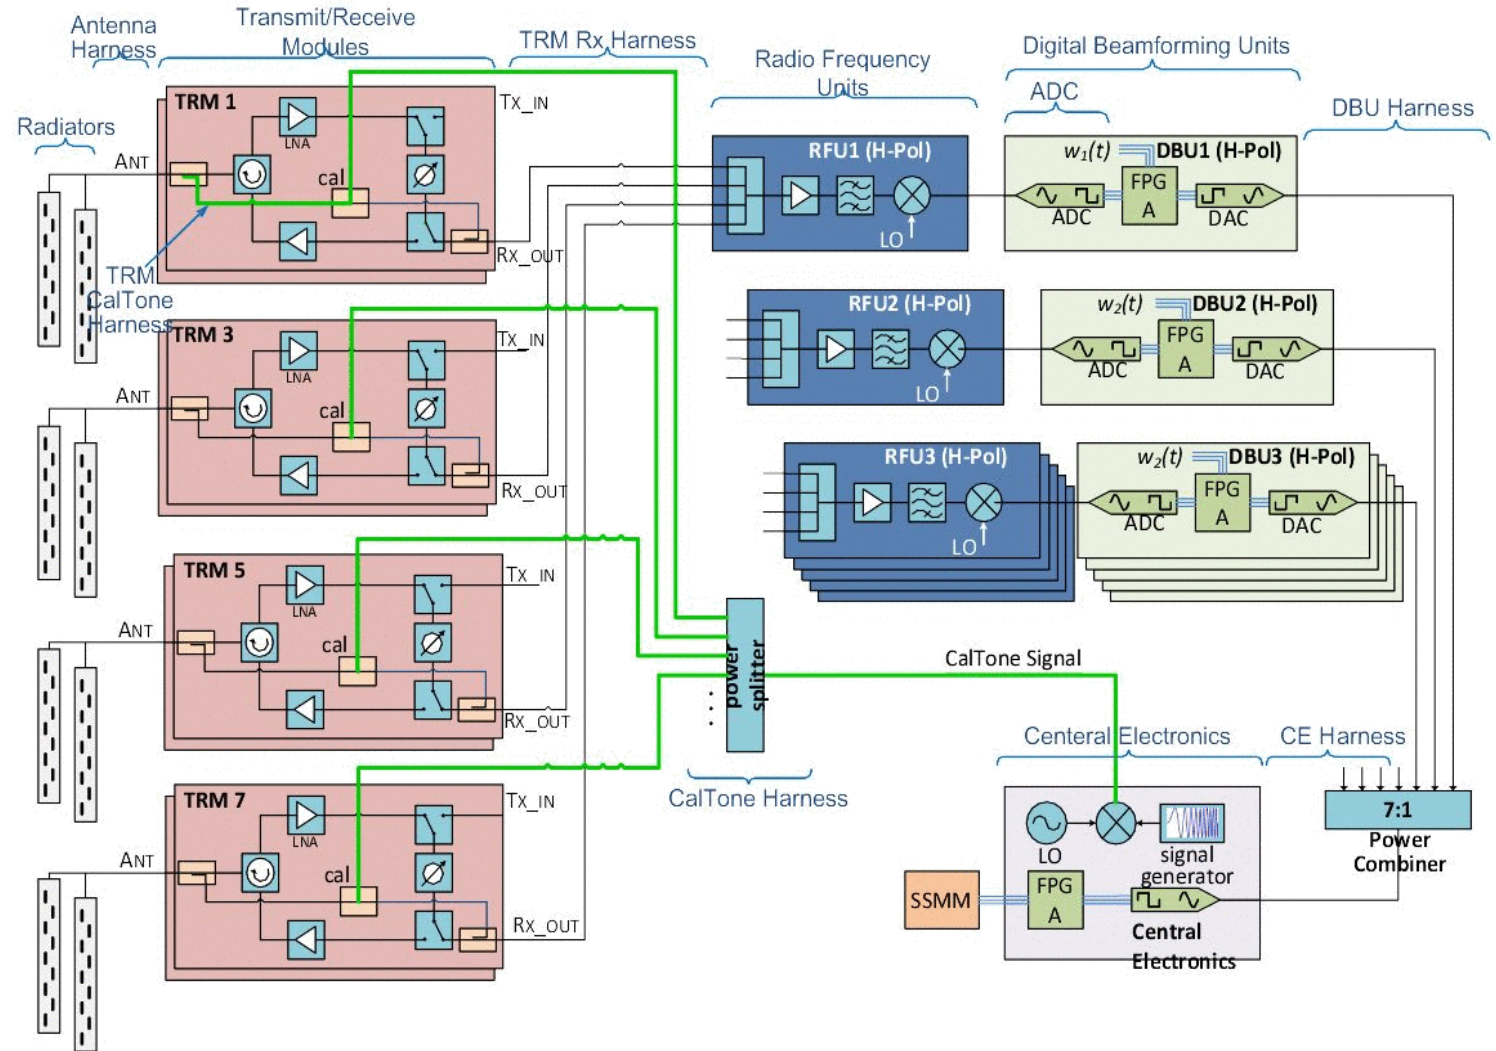 Antenna
Harness
Transmit/Receive
Modules
TRM Rx Harness
Radio Frequency
Units
Digital Beamforming Units
ADC
DBU Harness
Radiators
TRM 1
LNA
TX_IN
ANT
cal
RX_OUT
TRM
CalTone
Harness
TRM 3
LNA
TX_IN
ANT
cal
RX_OUT
TRM 5
LNA
TX_IN
ANT
cal
RX_OUT
TRM 7
LNA
TX_IN
ANT
cal
RX_OUT
RFU1 (H-Pol)
LO
w1(t)
DBU1 (H-Pol)
FPG
A
ADC
DAC
RFU2 (H-Pol)
LO
w2(t)
DBU2 (H-Pol)
FPG
A
ADC
DAC
RFU3 (H-Pol)
LO
w2(t)
DBU3 (H-Pol)
FPG
A
ADC
DAC
power
splitter
CalTone Signal
CalTone Harness
Centeral Electronics
CE Harness
LO
signal
generator
SSMM
FPG
A
Central
Electronics
7:1
Power
Combiner